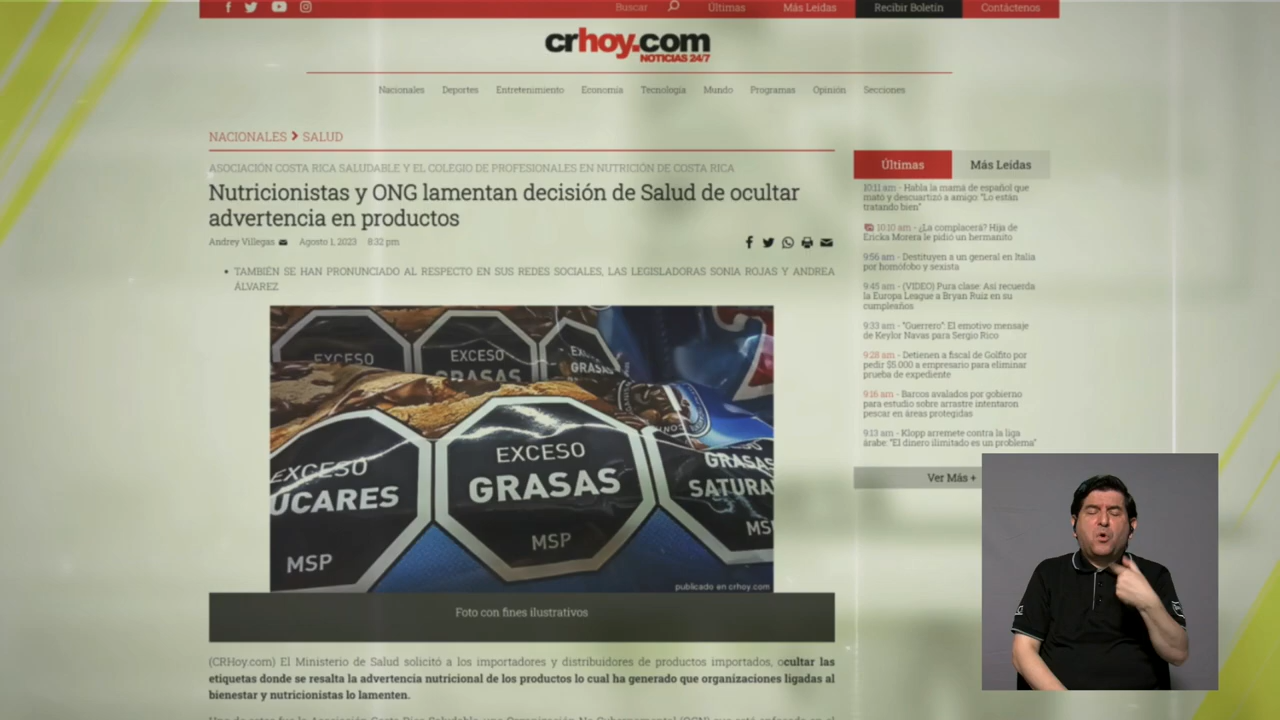 Buscar
Últimas
Más Leídas
Recibir Boletín
Contáctenos
crhoy.com
NOTICIAS 24/7
Nacionales
Deportes
Entretenimiento
Economía
Tecnología
Mundo
Programas
Opinión
Secciones
NACIONALES > SALUD
ASOCIACIÓN COSTA RICA SALUDABLE Y EL COLEGIO DE PROFESIONALES EN NUTRICIÓN DE COSTA RICA
Nutricionistas y ONG lamentan decisión de Salud de ocultar
advertencia en productos
Andrey Villegas
Agosto 1, 2023
8:32 pm
• TAMBIÉN SE HAN PRONUNCIADO AL RESPECTO EN SUS REDES SOCIALES, LAS LEGISLADORAS SONIA ROJAS Y ANDREA
ÁLVAREZ
EXCESO
EXCESO
GRASAS
GRASAS
EXCESO
UCARES
MSP
EXCESO
GRASAS
MSP
GRASAS
SATURA
MS
publicado en crhoy.com
Foto con fines ilustrativos
(CRHoy.com) El Ministerio de Salud solicitó a los importadores y distribuidores de productos importados, ocultar las
etiquetas donde se resalta la advertencia nutricional de los productos lo cual ha generado que organizaciones ligadas al
bienestar y nutricionistas lo lamenten.
Últimas
Más Leídas
10:11 am - Habla la mamá de español que
mató y descuartizó a amigo: "Lo están
tratando bien"
10:10 am - ¿La complacerá? Hija de
Ericka Morera le pidió un hermanito
9:56 am - Destituyen a un general en Italia
por homófobo y sexista
9:45 am - (VIDEO) Pura clase: Así recuerda
la Europa League a Bryan Ruiz en su
cumpleaños
9:33 am - "Guerrero": El emotivo mensaje
de Keylor Navas para Sergio Rico
9:28 am - Detienen a fiscal de Golfito por
pedir $5.000 a empresario para eliminar
prueba de expediente
9:16 am - Barcos avalados por gobierno
para estudio sobre arrastre intentaron
pescar en áreas protegidas
9:13 am - Klopp arremete contra la liga
árabe: "El dinero ilimitado es un problema"
Ver Más +